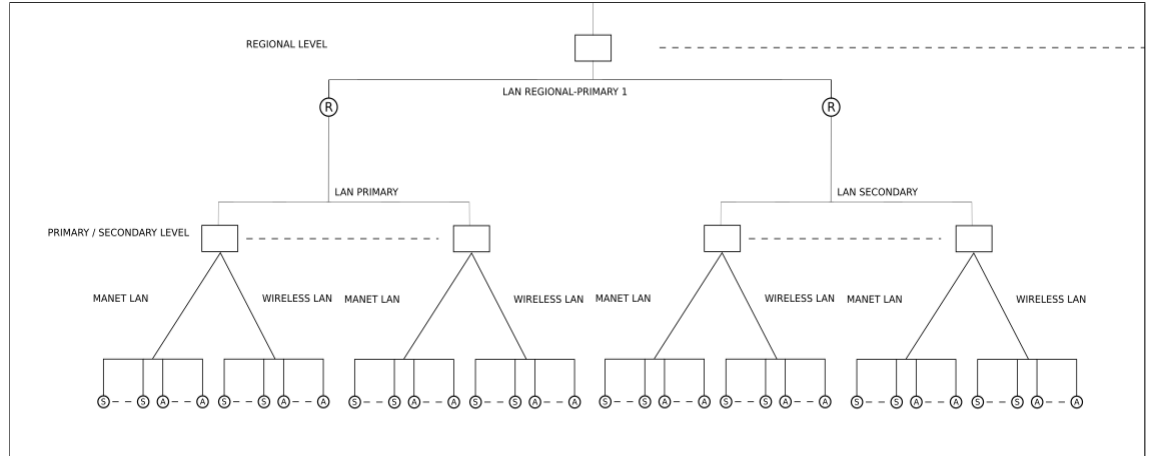 REGIONAL LEVEL
LAN REGIONAL-PRIMARY 1
R R
LAN PRIMARY LAN SECONDARY
PRIMARY / SECONDARY LEVEL
MANET LAN WIRELESS LAN MANET LAN WIRELESS LAN MANET LAN WIRELESS LAN MANET LAN WIRELESS LAN
S S A A S S A A S S A A S S A A S S A A S S A A S S A A S S A A